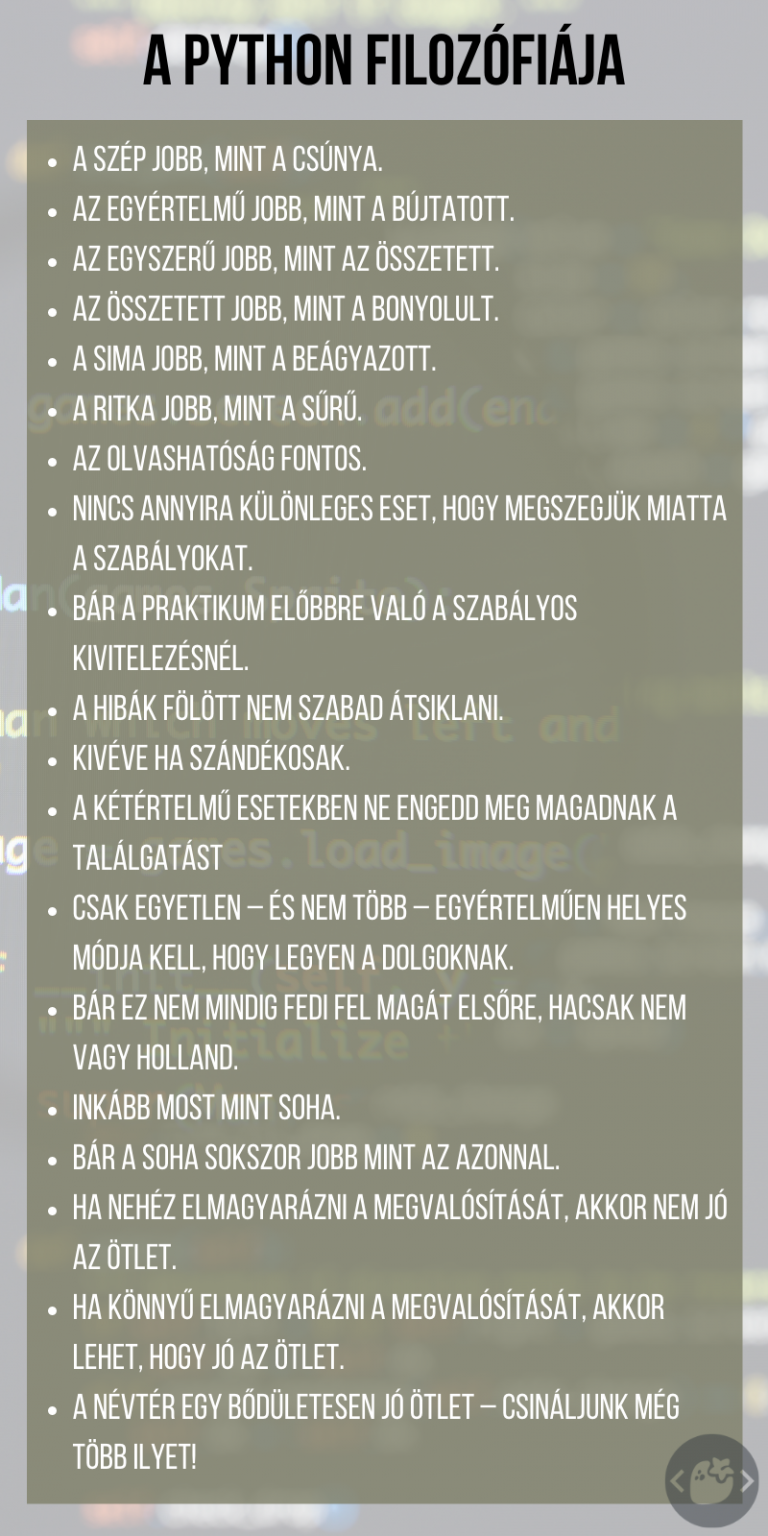 A PYTHON FILOZÓFIÁJA
• A SZÉP JOBB, MINT A CSÚNYA.
• AZ EGYÉRTELMŰ JOBB, MINT A BÚJTATOTT.
• AZ EGYSZERŰ JOBB, MINT AZ ÖSSZETETT.
• AZ ÖSSZETETT JOBB, MINT A BONYOLULT.
• A SIMA JOBB, MINT A BEÁGYAZOTT.
• A RITKA JOBB, MINT A SŰRŰ.
• AZ OLVASHATÓSÁG FONTOS.
• NINCS ANNYIRA KÜLÖNLEGES ESET, HOGY MEGSZEGJÜK MIATTA
A SZABÁLYOKAT.
• BÁR A PRAKTIKUM ELŐBBRE VALÓ A SZABÁLYOS
KIVITELEZÉSNÉL.
• A HIBÁK FÖLÖTT NEM SZABAD ÁTSIKLANI.
• KIVÉVE HA SZÁNDÉKOSAK.
• A KÉTÉRTELMŰ ESETEKBEN NE ENGEDD MEG MAGADNAK A
TALÁLGATÁST
• CSAK EGYETLEN – ÉS NEM TÖBB – EGYÉRTELMŰEN HELYES
MÓDJA KELL, HOGY LEGYEN A DOLGOKNAK.
• BÁR EZ NEM MINDIG FEDI FEL MAGÁT ELSŐRE, HACSAK NEM
VAGY HOLLAND.
• INKÁBB MOST MINT SOHA.
• BÁR A SOHA SOKSZOR JOBB MINT AZ AZONNAL.
• HA NEHÉZ ELMAGYARÁZNI A MEGVALÓSÍTÁSÁT, AKKOR NEM JÓ
AZ ÖTLET.
• HA KÖNNYŰ ELMAGYARÁZNI A MEGVALÓSÍTÁSÁT, AKKOR
LEHET, HOGY JÓ AZ ÖTLET.
• A NÉVTÉR EGY BŐDÜLETESEN JÓ ÖTLET – CSINÁLJUNK MÉG
TÖBB ILYET!